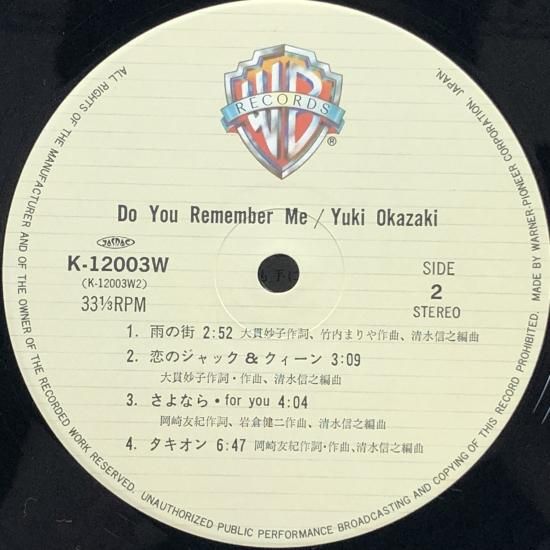 WB
RECORDS
®
ALL RIGHTS OF THE MANUFACTURER AND OF THE OWNER OF THE RECORDED WORK RESERVED. UNAUTHORIZED PUBLIC PERFORMANCE BROADCASTING AND COPYING OF THIS RECORD PROHIBITED. MADE BY WARNER-PIONEER CORPORATION, JAPAN.
Do You Remember Me / Yuki Okazaki
K-12003W
(K-12003W2)
33⅓RPM
SIDE
2
STEREO
1. 雨の街 2:52 大貫妙子作詞、竹内まりや作曲、清水信之編曲
2. 恋のジャック & クィーン 3:09
大貫妙子作詞・作曲、清水信之編曲
3. さよなら・for you 4:04
岡崎友紀作詞、岩倉健二作曲、清水信之編曲
4. タキオン 6:47 岡崎友紀作詞・作曲、清水信之編曲